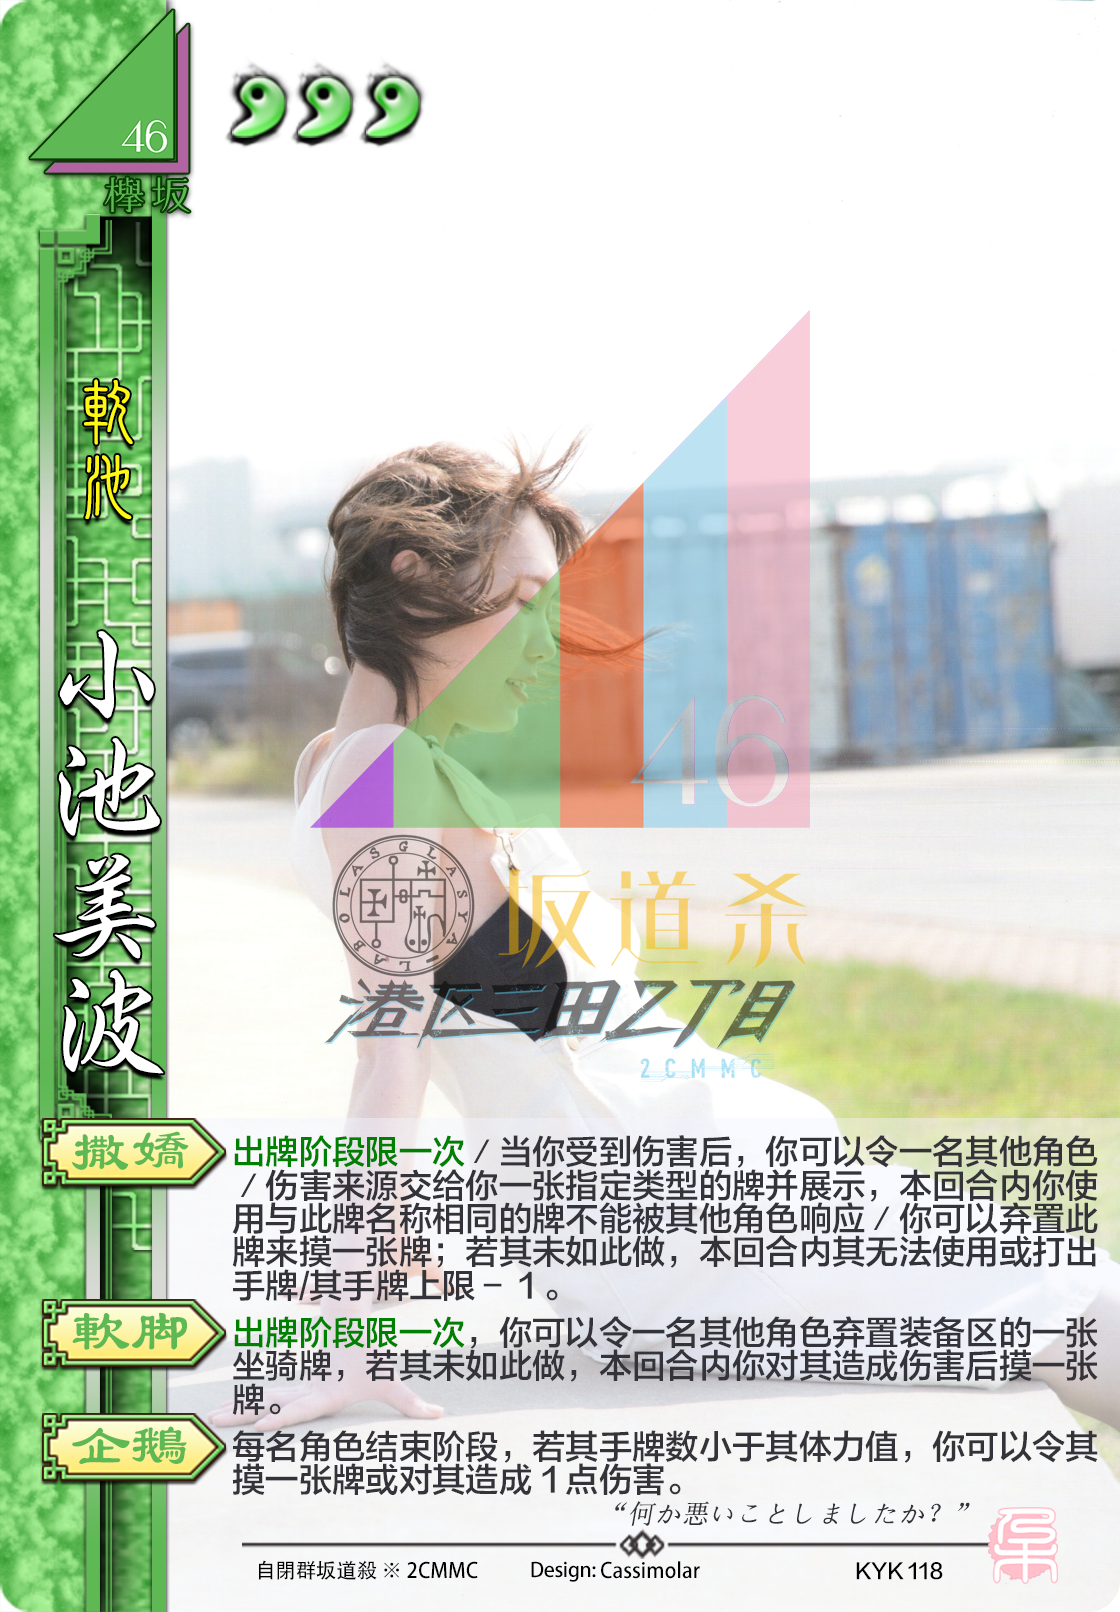 46
欅坂
軟池
小池美波
46
GLASYA-LABOLAS
坂道杀
港区三田乙丁目
2CMMC
撒嬌
出牌阶段限一次／当你受到伤害后，你可以令一名其他角色
／伤害来源交给你一张指定类型的牌并展示，本回合内你使
用与此牌名称相同的牌不能被其他角色响应／你可以弃置此
牌来摸一张牌；若其未如此做，本回合内其无法使用或打出
手牌/其手牌上限－１。
軟脚
出牌阶段限一次，你可以令一名其他角色弃置装备区的一张
坐骑牌，若其未如此做，本回合内你对其造成伤害后摸一张
牌。
企鵝
每名角色结束阶段，若其手牌数小于其体力值，你可以令其
摸一张牌或对其造成１点伤害。
“何か悪いことしましたか？”
自閉群坂道殺 ※ 2CMMC
Design: Cassimolar
KYK 118